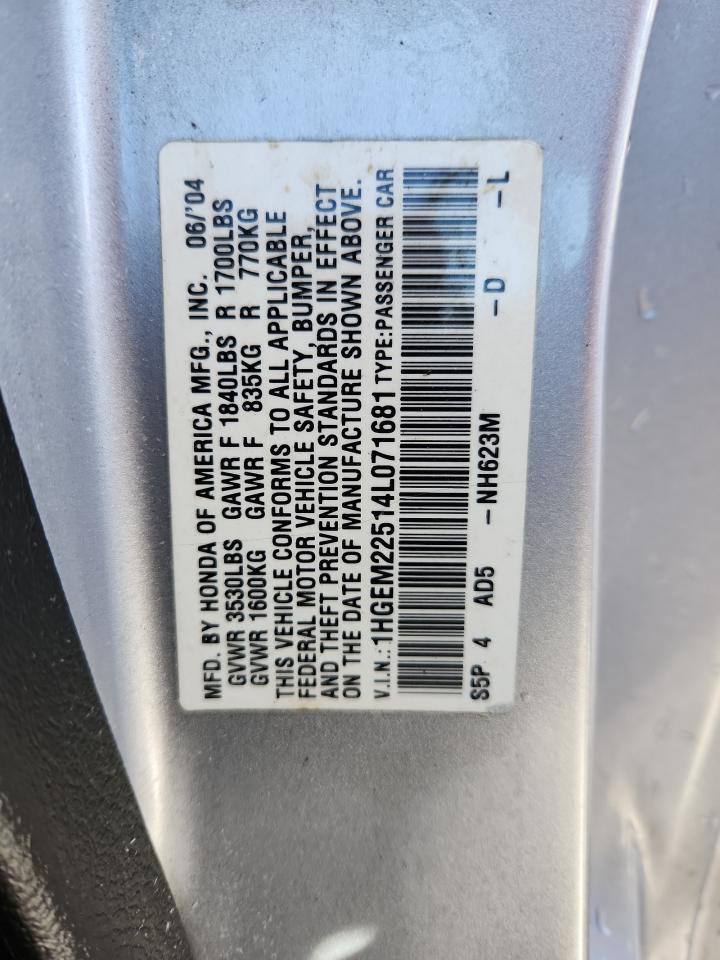 MFD. BY HONDA OF AMERICA MFG., INC. 06/'04
GVWR 3530LBS GAWR F 1840LBS R 1700LBS
GVWR 1600KG GAWR F 835KG R 770KG
THIS VEHICLE CONFORMS TO ALL APPLICABLE
FEDERAL MOTOR VEHICLE SAFETY, BUMPER,
AND THEFT PREVENTION STANDARDS IN EFFECT
ON THE DATE OF MANUFACTURE SHOWN ABOVE.
V.I.N.:1HGEM22514L071681 TYPE:PASSENGER CAR
S5P 4 AD5 -NH623M -D -L